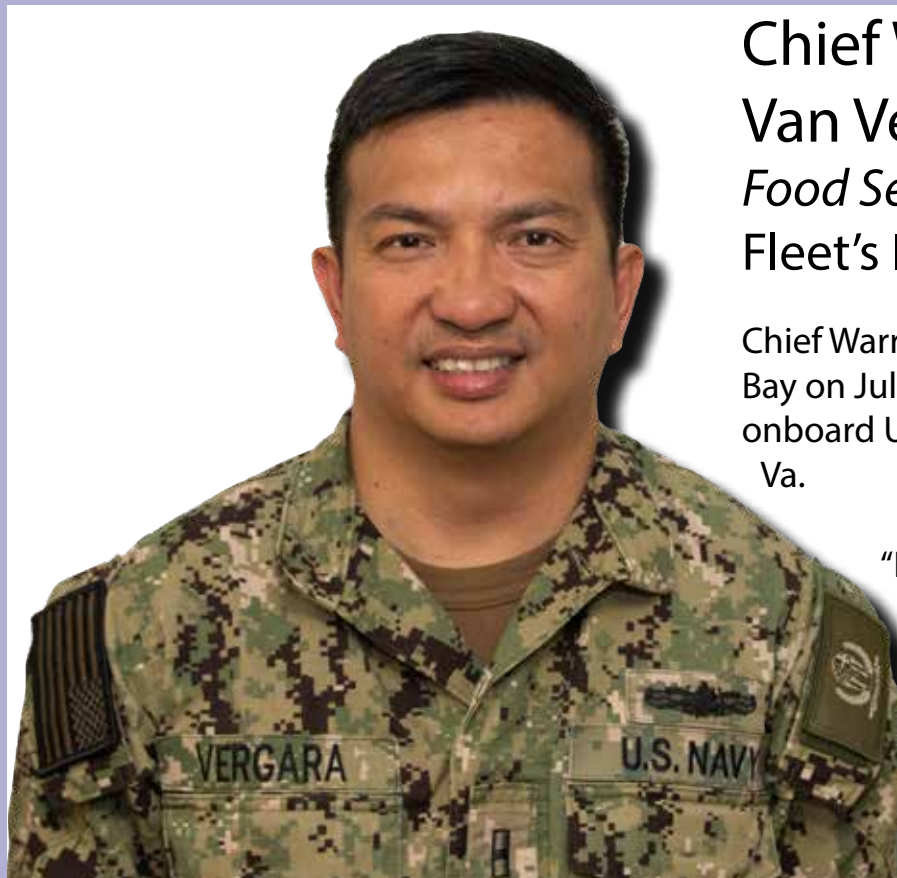 Chief
Van Ve
Food Se
Fleet's
Chief Warr
Bay on Jul
onboard U
Va.
VERGARA
U.S. NAVY